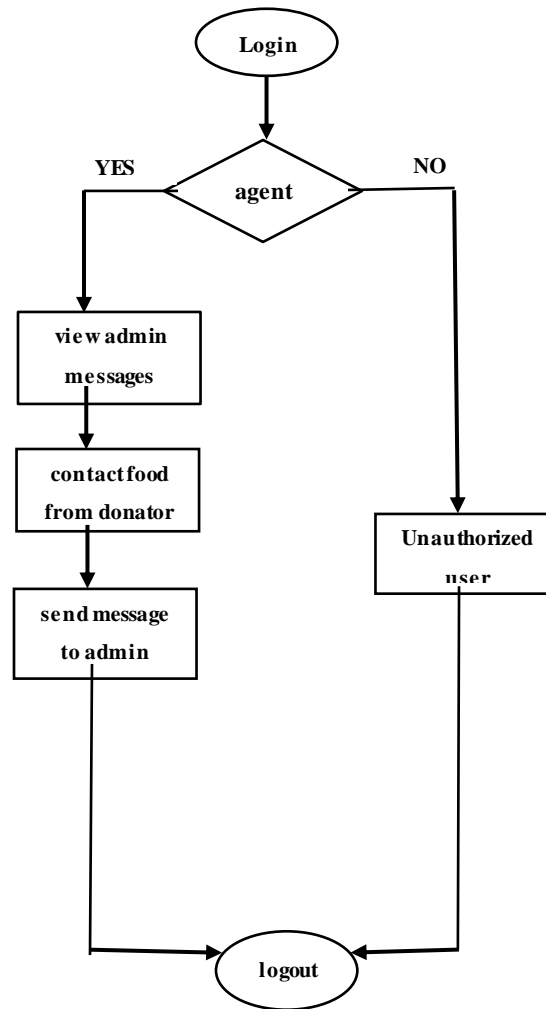 Login
YES
NO
agent
view admin
messages
contact food
from donator
Unauthorized
user
send message
to admin
logout